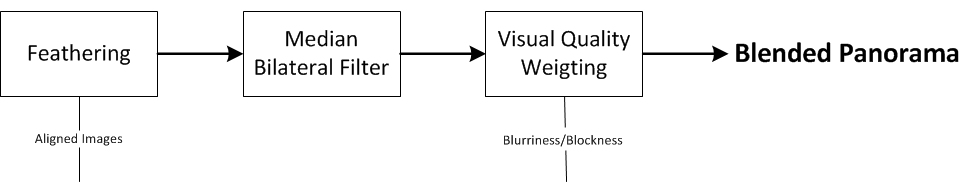 Feathering
Median
Bilateral Filter
Visual Quality
Weigting
Blended Panorama
Aligned Images
Blurriness/Blockness